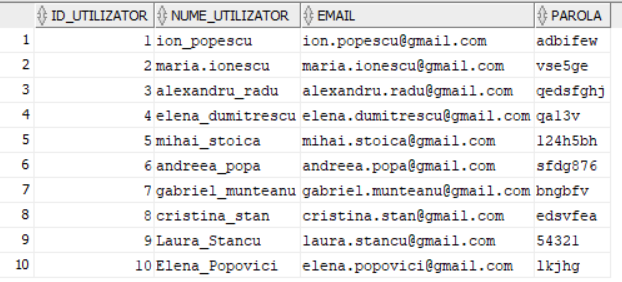 ID_UTILIZATOR NUME_UTILIZATOR EMAIL PAROLA
1 1 ion_popescu ion.popescu@gmail.com adbifew
2 2 maria.ionescu maria.ionescu@gmail.com vse5ge
3 3 alexandru_radu alexandru.radu@gmail.com qedsfghj
4 4 elena_dumitrescu elena.dumitrescu@gmail.com qal3v
5 5 mihai_stoica mihai.stoica@gmail.com 124h5bh
6 6 andreea_popa andreea.popa@gmail.com sfdg876
7 7 gabriel_munteanu gabriel.munteanu@gmail.com bngbfv
8 8 cristina_stan cristina.stan@gmail.com edsvfea
9 9 Laura_Stancu laura.stancu@gmail.com 54321
10 10 Elena_Popovici elena.popovici@gmail.com lkjhg